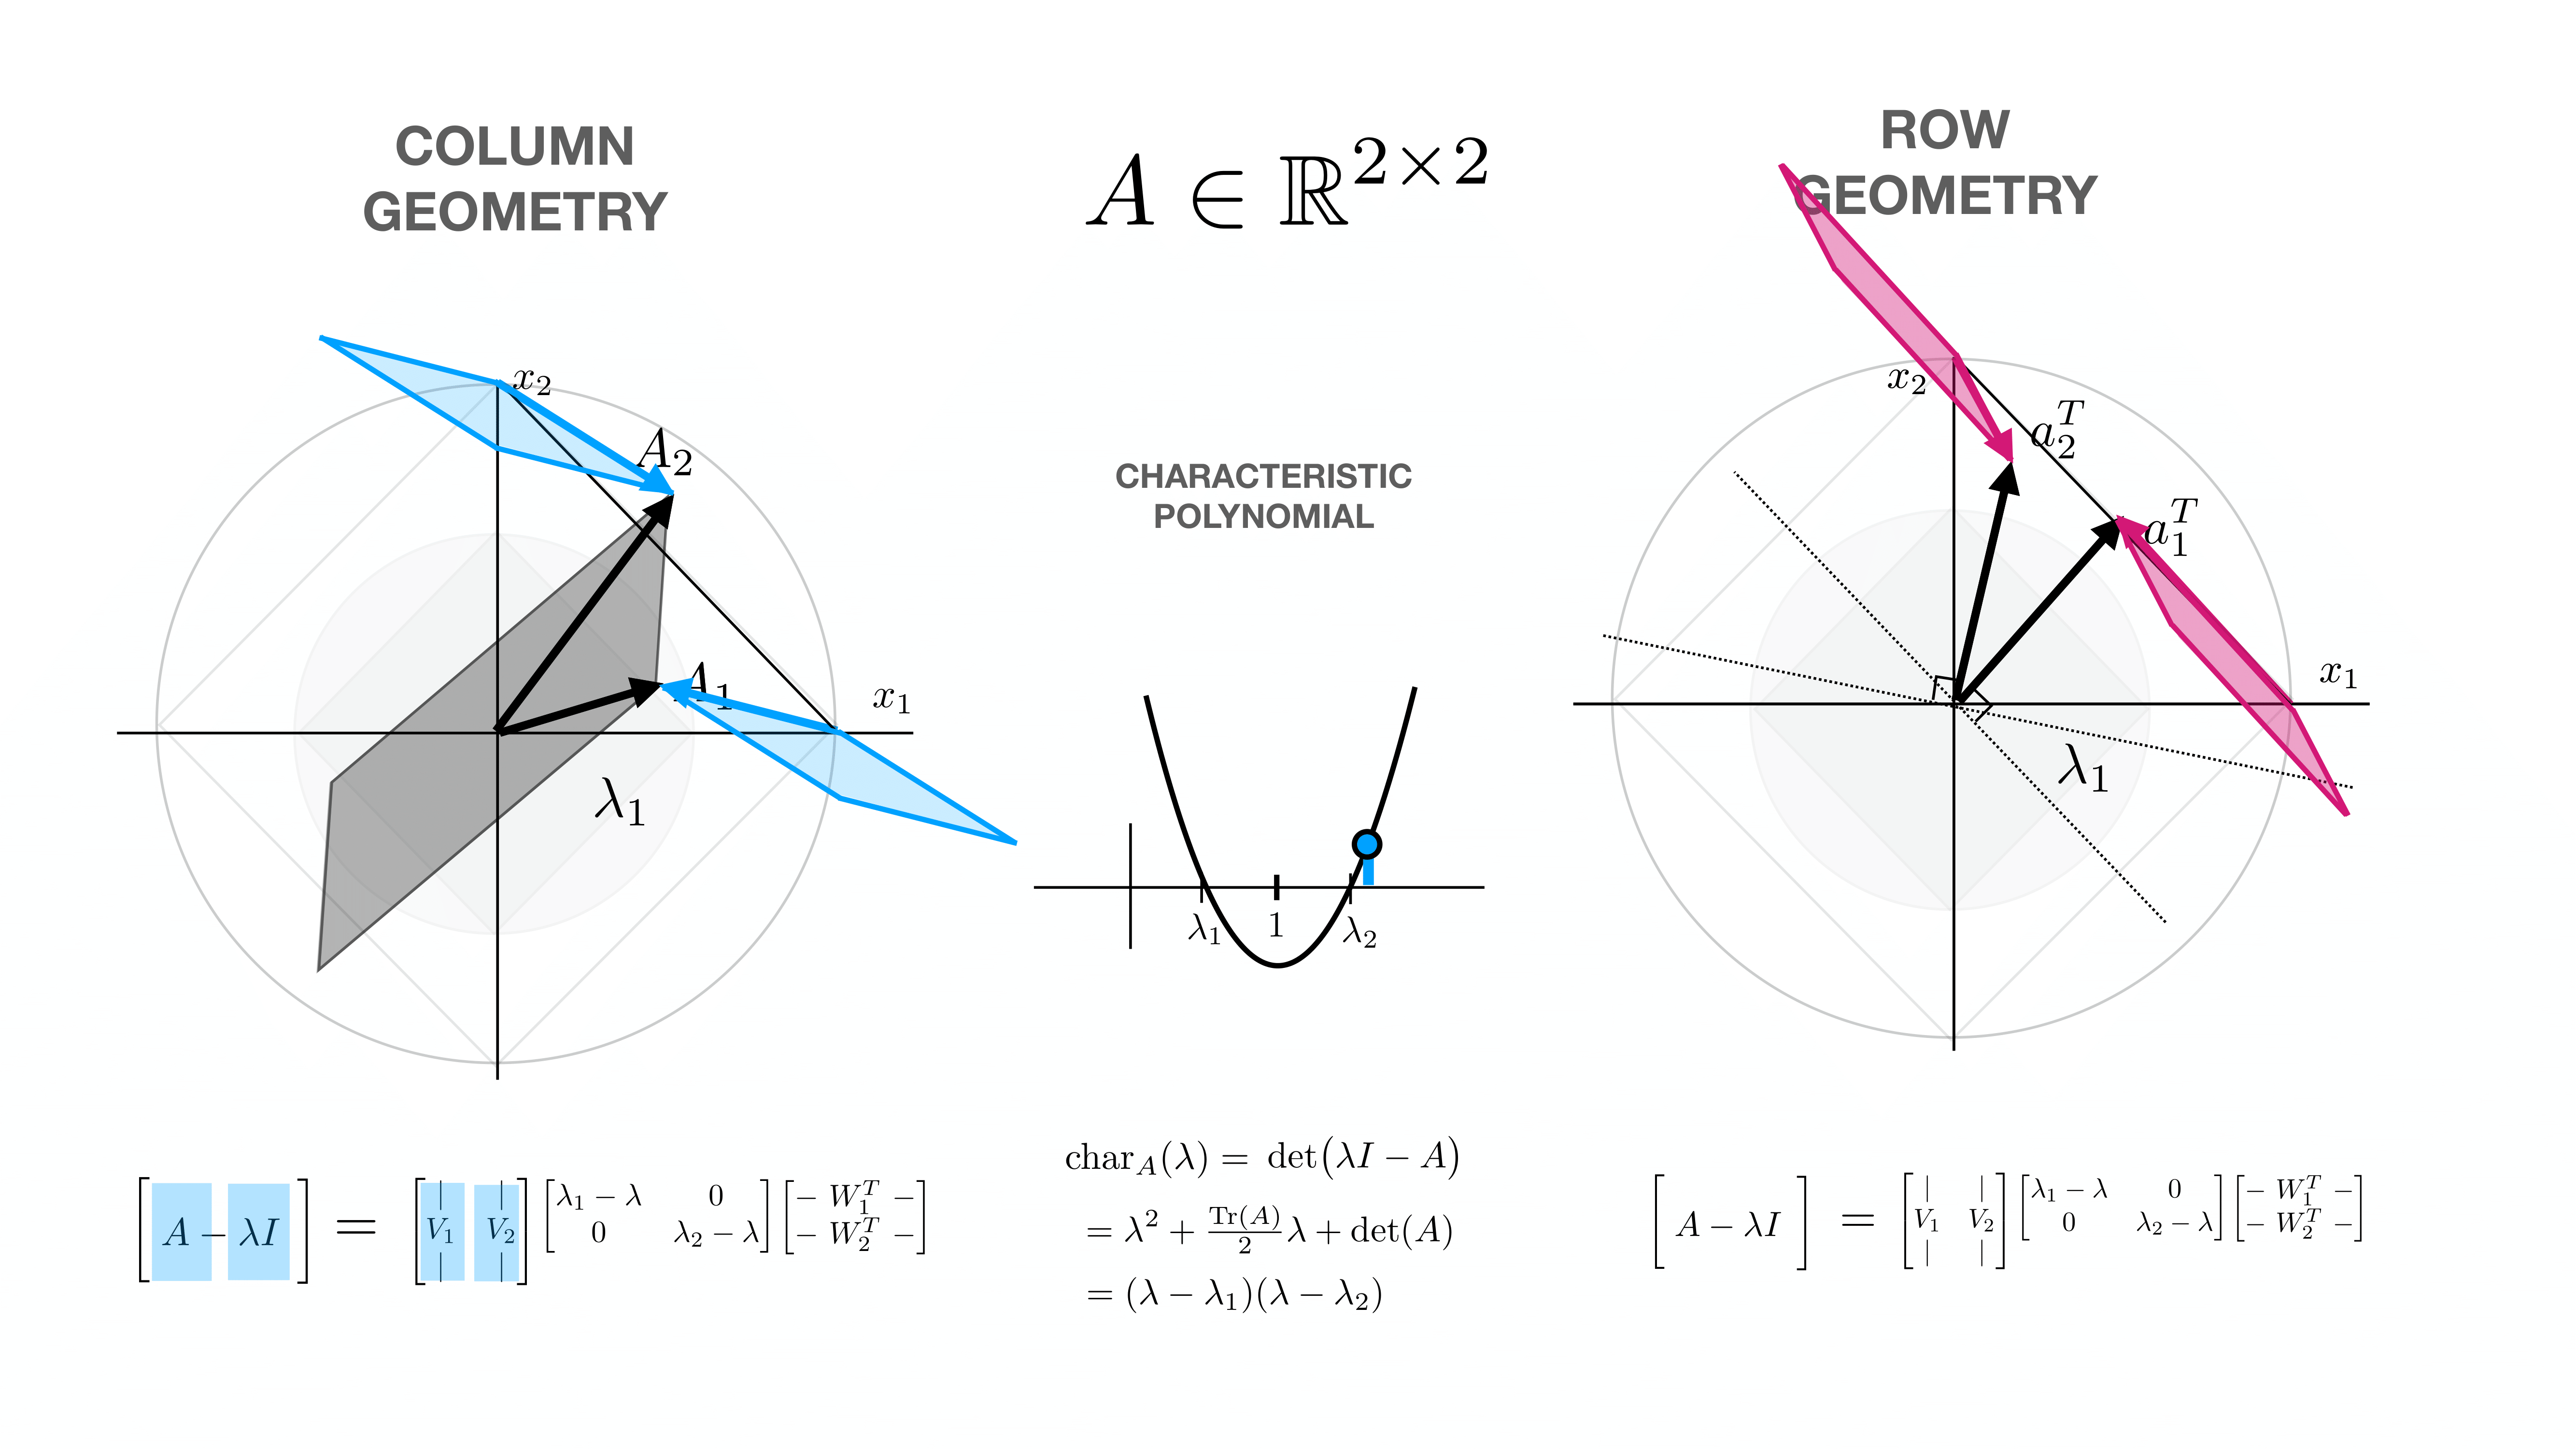 COLUMN
GEOMETRY
A ∈ ℝ^{2×2}
ROW
GEOMETRY
x_2
A_2
A_1
x_1
λ_1
CHARACTERISTIC
POLYNOMIAL
λ_1 1 λ_2
x_2
a_2^T
a_1^T
x_1
λ_1
[A − λI] = [V_1 V_2] [λ_1 − λ 0; 0 λ_2 − λ] [− W_1^T −; − W_2^T −]
char_A(λ) = det(λI − A)
= λ^2 + \frac{Tr(A)}{2}λ + det(A)
= (λ − λ_1)(λ − λ_2)
[A − λI] = [V_1 V_2] [λ_1 − λ 0; 0 λ_2 − λ] [− W_1^T −; − W_2^T −]